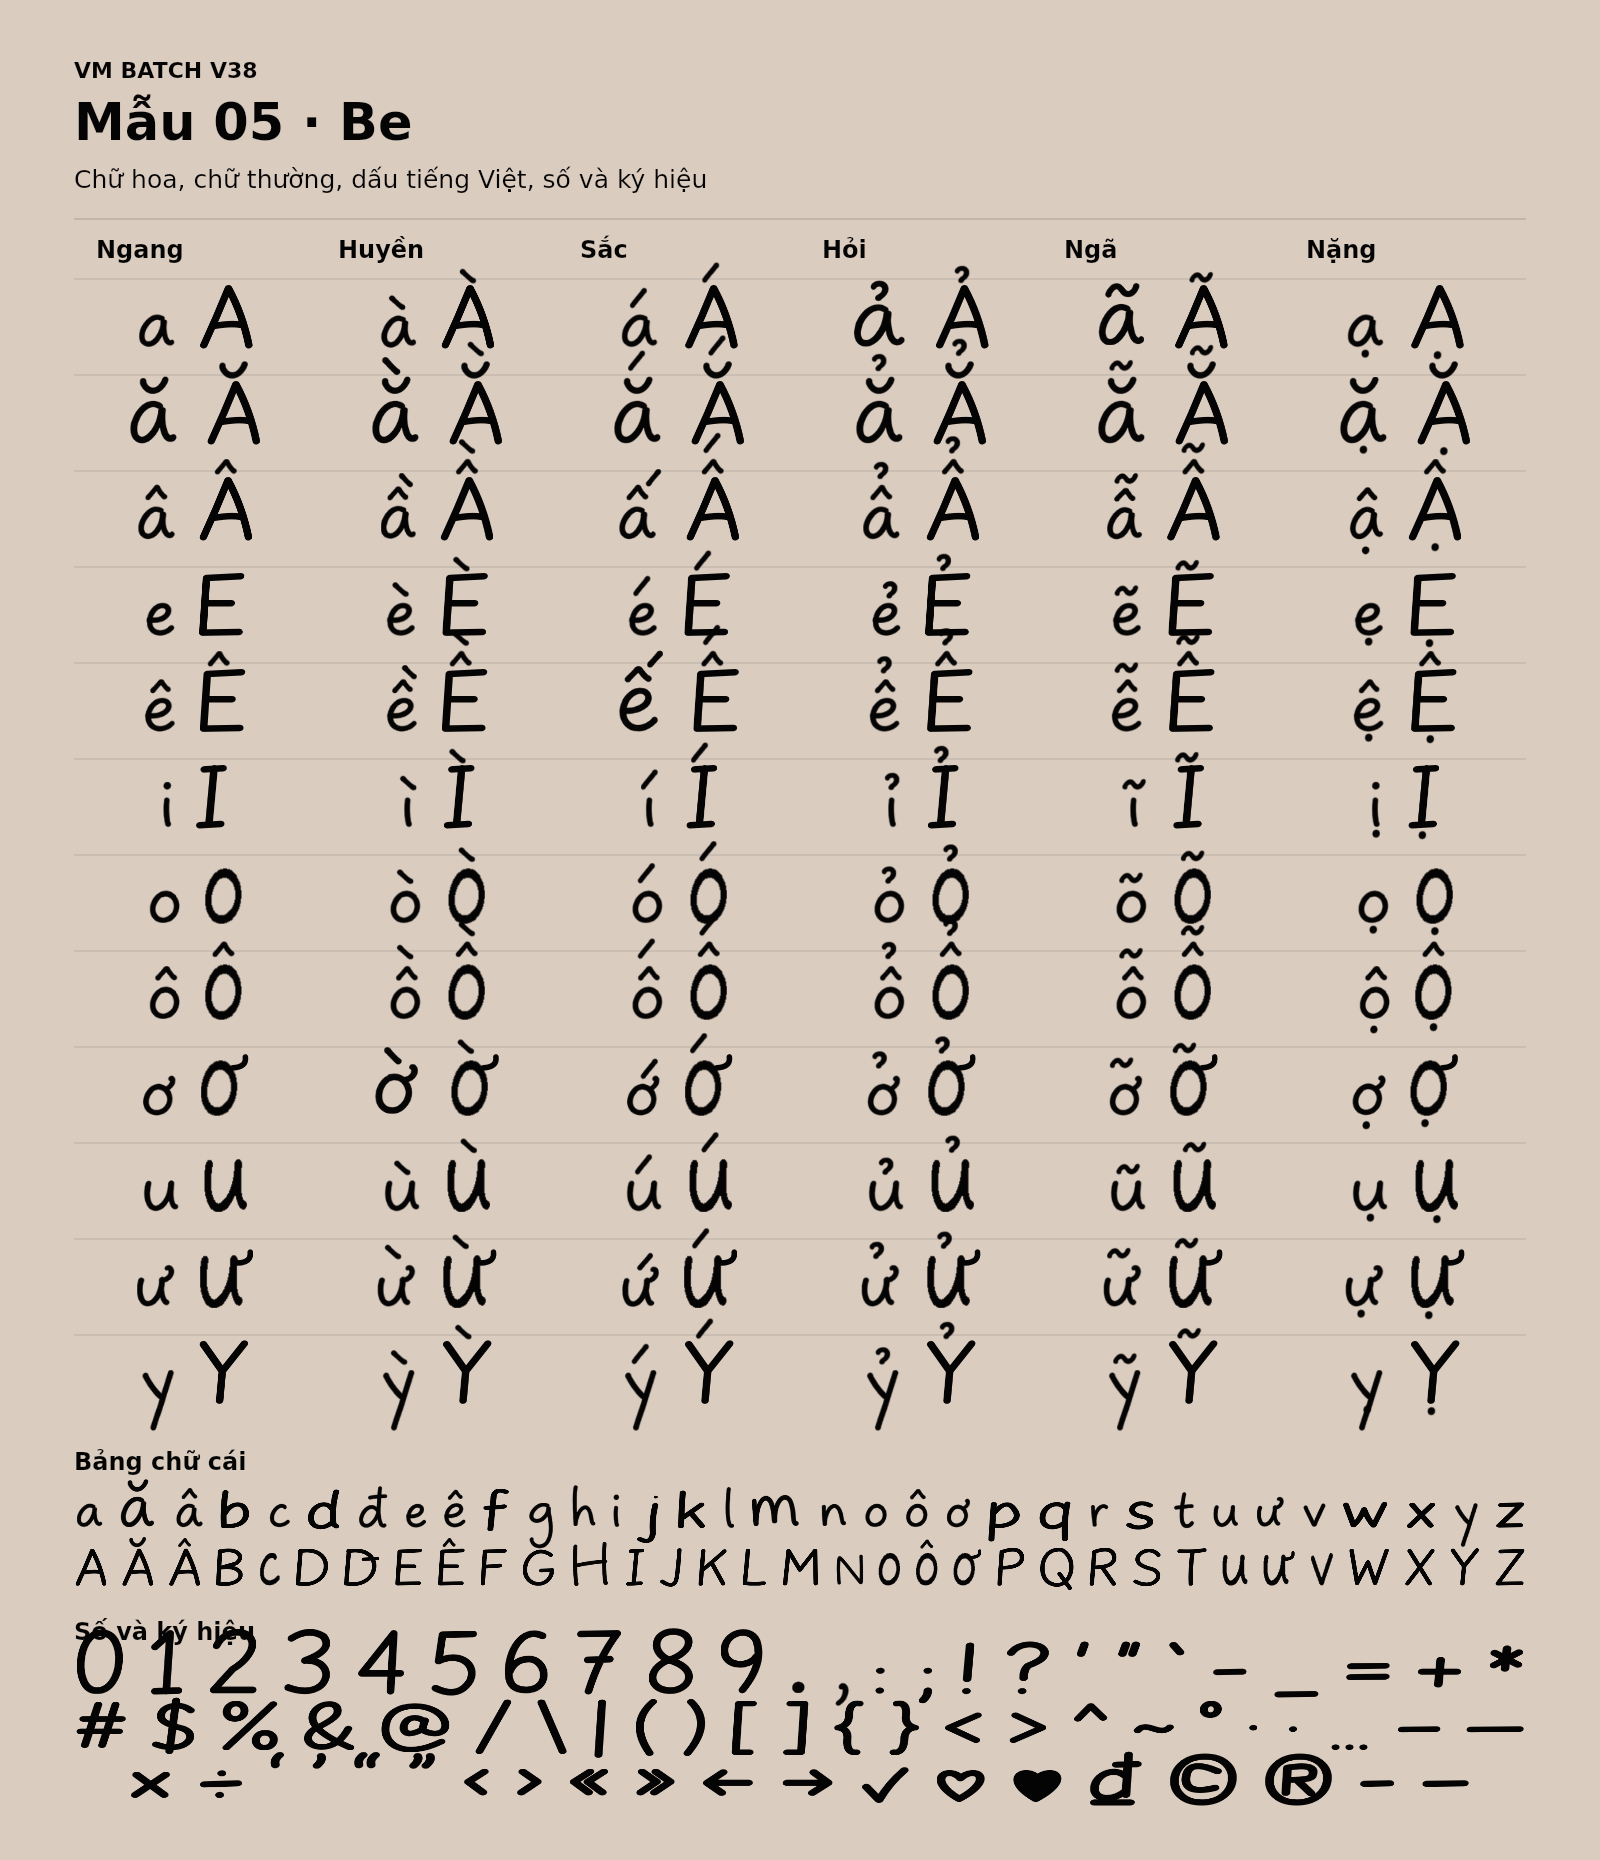 VM BATCH V38
Mẫu 05 · Be
Chữ hoa, chữ thường, dấu tiếng Việt, số và ký hiệu
Ngang Huyền Sắc Hỏi Ngã Nặng
a A à À á Á ả Ả ã Ã ạ Ạ
ă Ă ằ Ằ ắ Ắ ẳ Ẳ ẵ Ẵ ặ Ặ
â Â ầ Ầ ấ Ấ ẩ Ẩ ẫ Ẫ ậ Ậ
e E è È é É ẻ Ẻ ẽ Ẽ ẹ Ẹ
ê Ê ề Ề ế Ế ể Ể ễ Ễ ệ Ệ
i I ì Ì í Í ỉ Ỉ ĩ Ĩ ị Ị
o O ò Ò ó Ó ỏ Ỏ õ Õ ọ Ọ
ô Ô ồ Ồ ố Ố ổ Ổ ỗ Ỗ ộ Ộ
ơ Ơ ờ Ờ ớ Ớ ở Ở ỡ Ỡ ợ Ợ
u U ù Ù ú Ú ủ Ủ ũ Ũ ụ Ụ
ư Ư ừ Ừ ứ Ứ ử Ử ữ Ữ ự Ự
y Y ỳ Ỳ ý Ý ỷ Ỷ ỹ Ỹ ỵ Ỵ
Bảng chữ cái
a ă â b c d đ e ê f g h i j k l m n o ô ơ p q r s t u ư v w x y z
A Ă Â B C D Đ E Ê F G H I J K L M N O Ô Ơ P Q R S T U Ư V W X Y Z
Số và ký hiệu
0 1 2 3 4 5 6 7 8 9 . , : ; ! ? ' " ` - _ = + *
# $ % & @ / \ | ( ) [ ] { } < > ^ ~ ° · · … – —
× ÷ ‘ ’ “ ” ‹ › « » ← → ✓ ♡ ♥ ₫ © ® − —